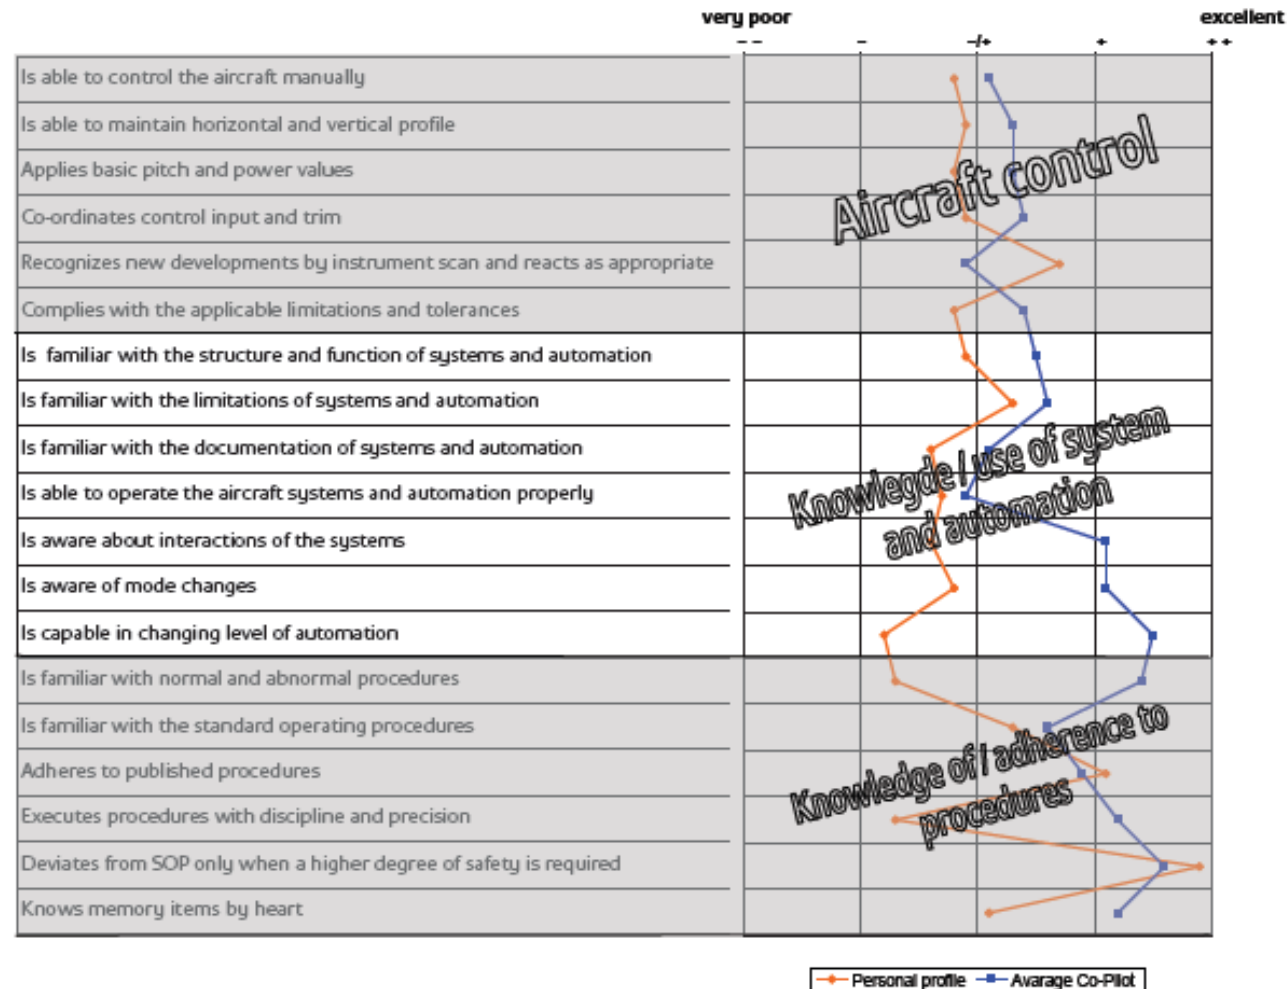 very poor excellent
-- - -/+ + ++
Is able to control the aircraft manually
Is able to maintain horizontal and vertical profile
Applies basic pitch and power values
Co-ordinates control input and trim
Recognizes new developments by instrument scan and reacts as appropriate
Complies with the applicable limitations and tolerances
Aircraft control
Is familiar with the structure and function of systems and automation
Is familiar with the limitations of systems and automation
Is familiar with the documentation of systems and automation
Is able to operate the aircraft systems and automation properly
Is aware about interactions of the systems
Is aware of mode changes
Is capable in changing level of automation
Knowlegde / use of system
and automation
Is familiar with normal and abnormal procedures
Is familiar with the standard operating procedures
Adheres to published procedures
Executes procedures with discipline and precision
Deviates from SOP only when a higher degree of safety is required
Knows memory items by heart
Knowledge of / adherence to
procedures
Personal profile Avarage Co-Pilot